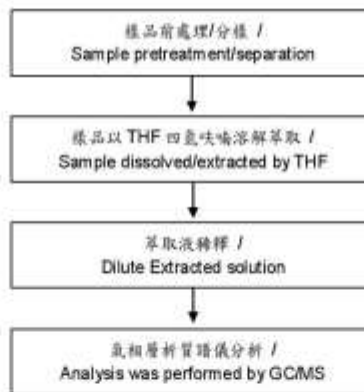 樣品前處理/分樣 /
Sample pretreatment/separation
樣品以 THF 四氫呋喃溶解萃取 /
Sample dissolved/extracted by THF
萃取液稀釋 /
Dilute Extracted solution
氣相層析質譜儀分析 /
Analysis was performed by GC/MS